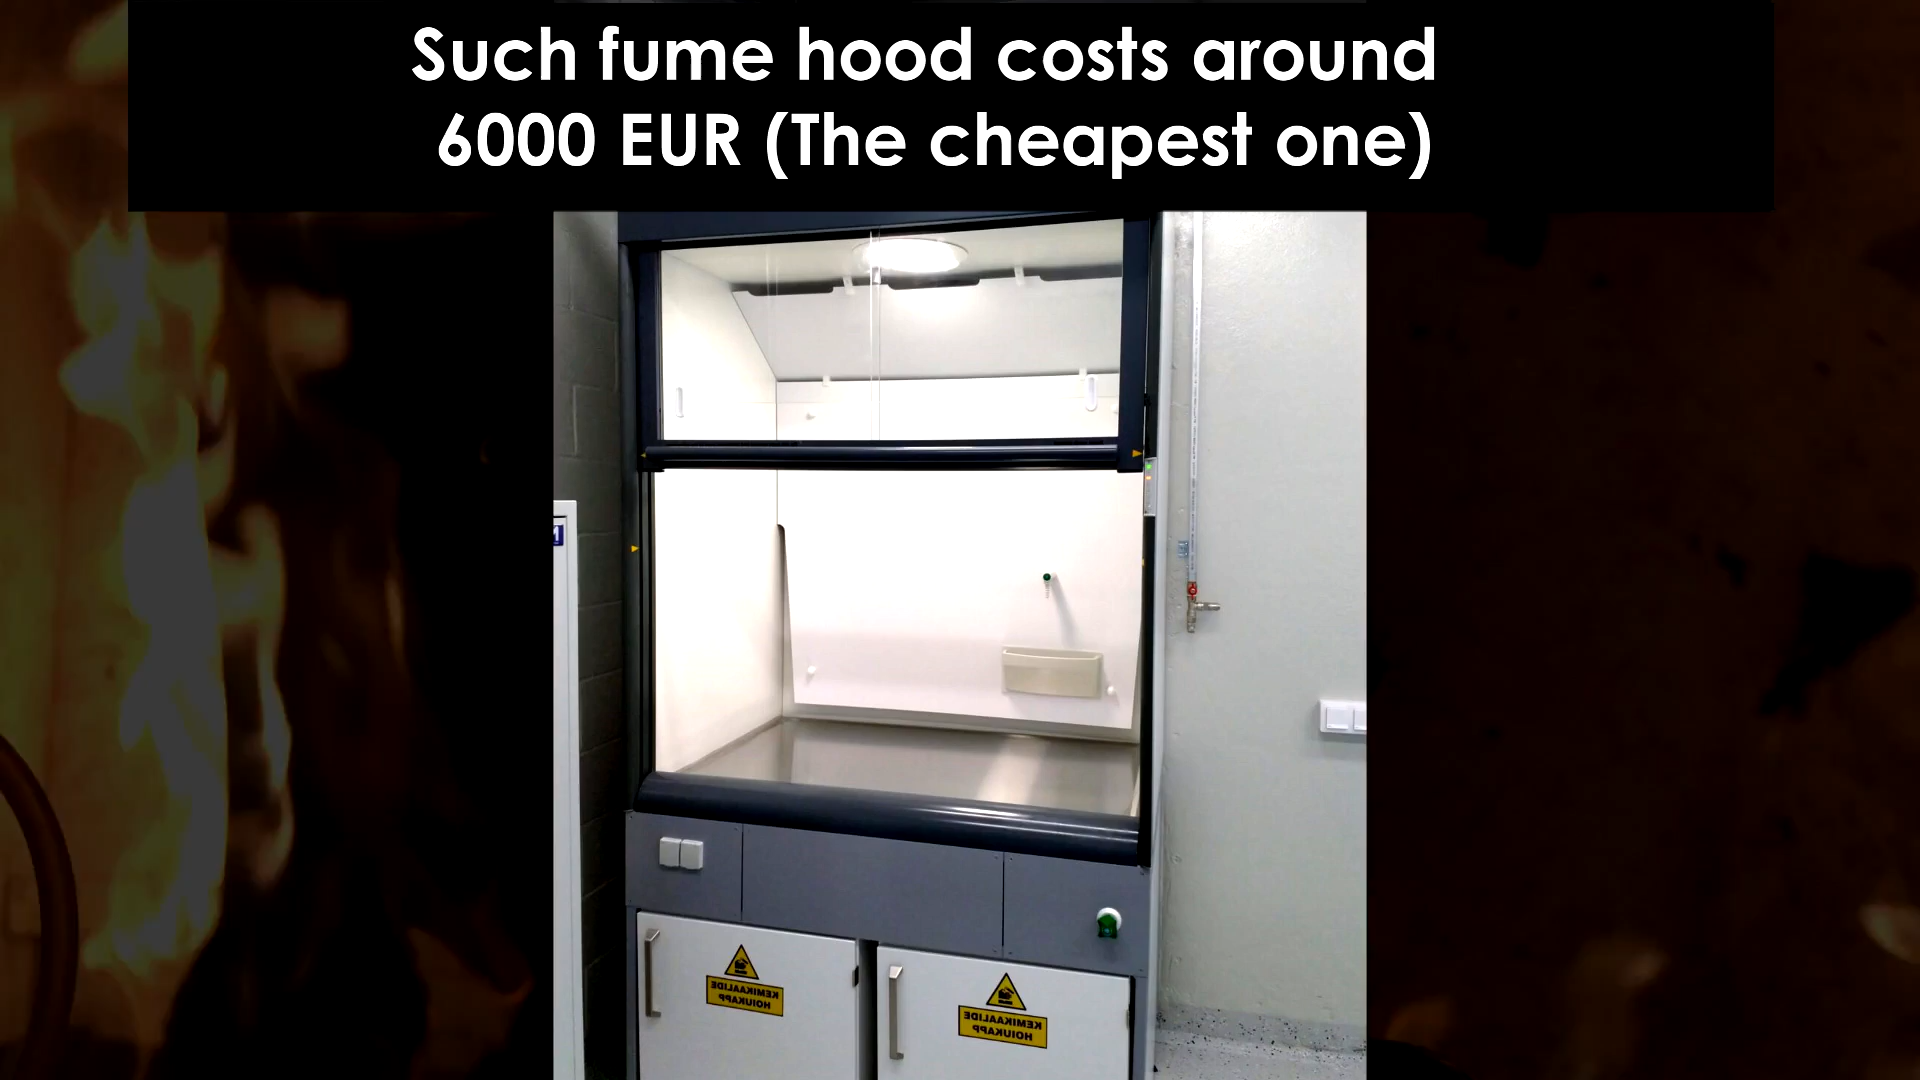 Such fume hood costs around
6000 EUR (The cheapest one)
KEMIKAALIDE
HOIUKAPP
KEMIKAALIDE
HOIUKAPP